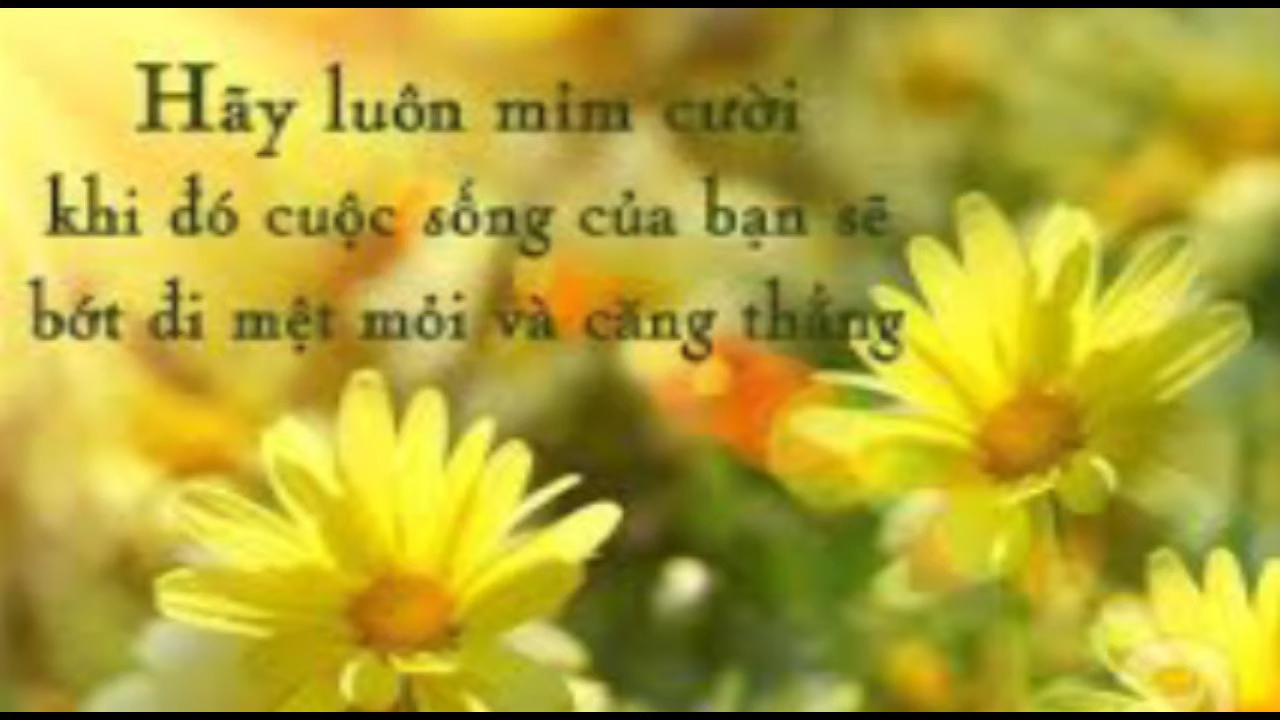 Hãy luôn mỉm cười
khi đó cuộc sống của bạn sẽ
bớt đi mệt mỏi và căng thẳng